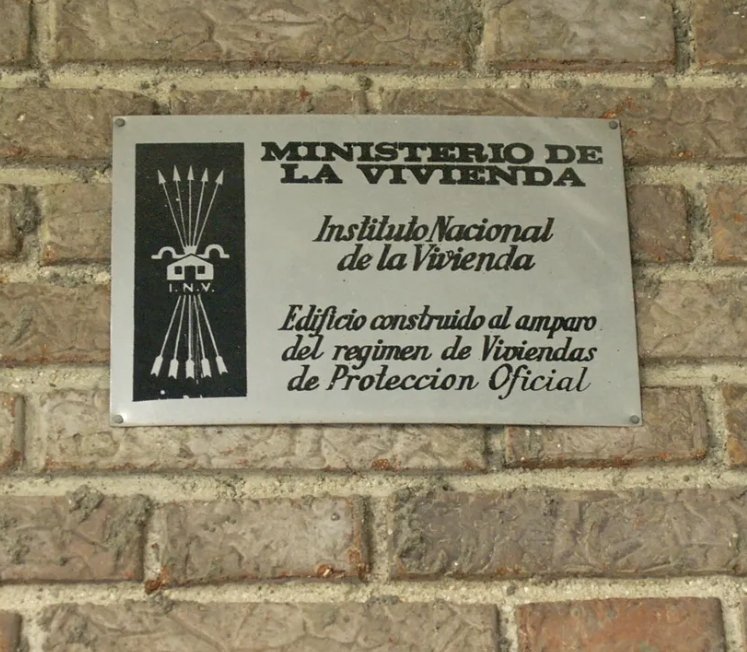 MINISTERIO DE
LA VIVIENDA
Instituto Nacional
de la Vivienda
I.N.V.
Edificio construido al amparo
del regimen de Viviendas
de Proteccion Oficial